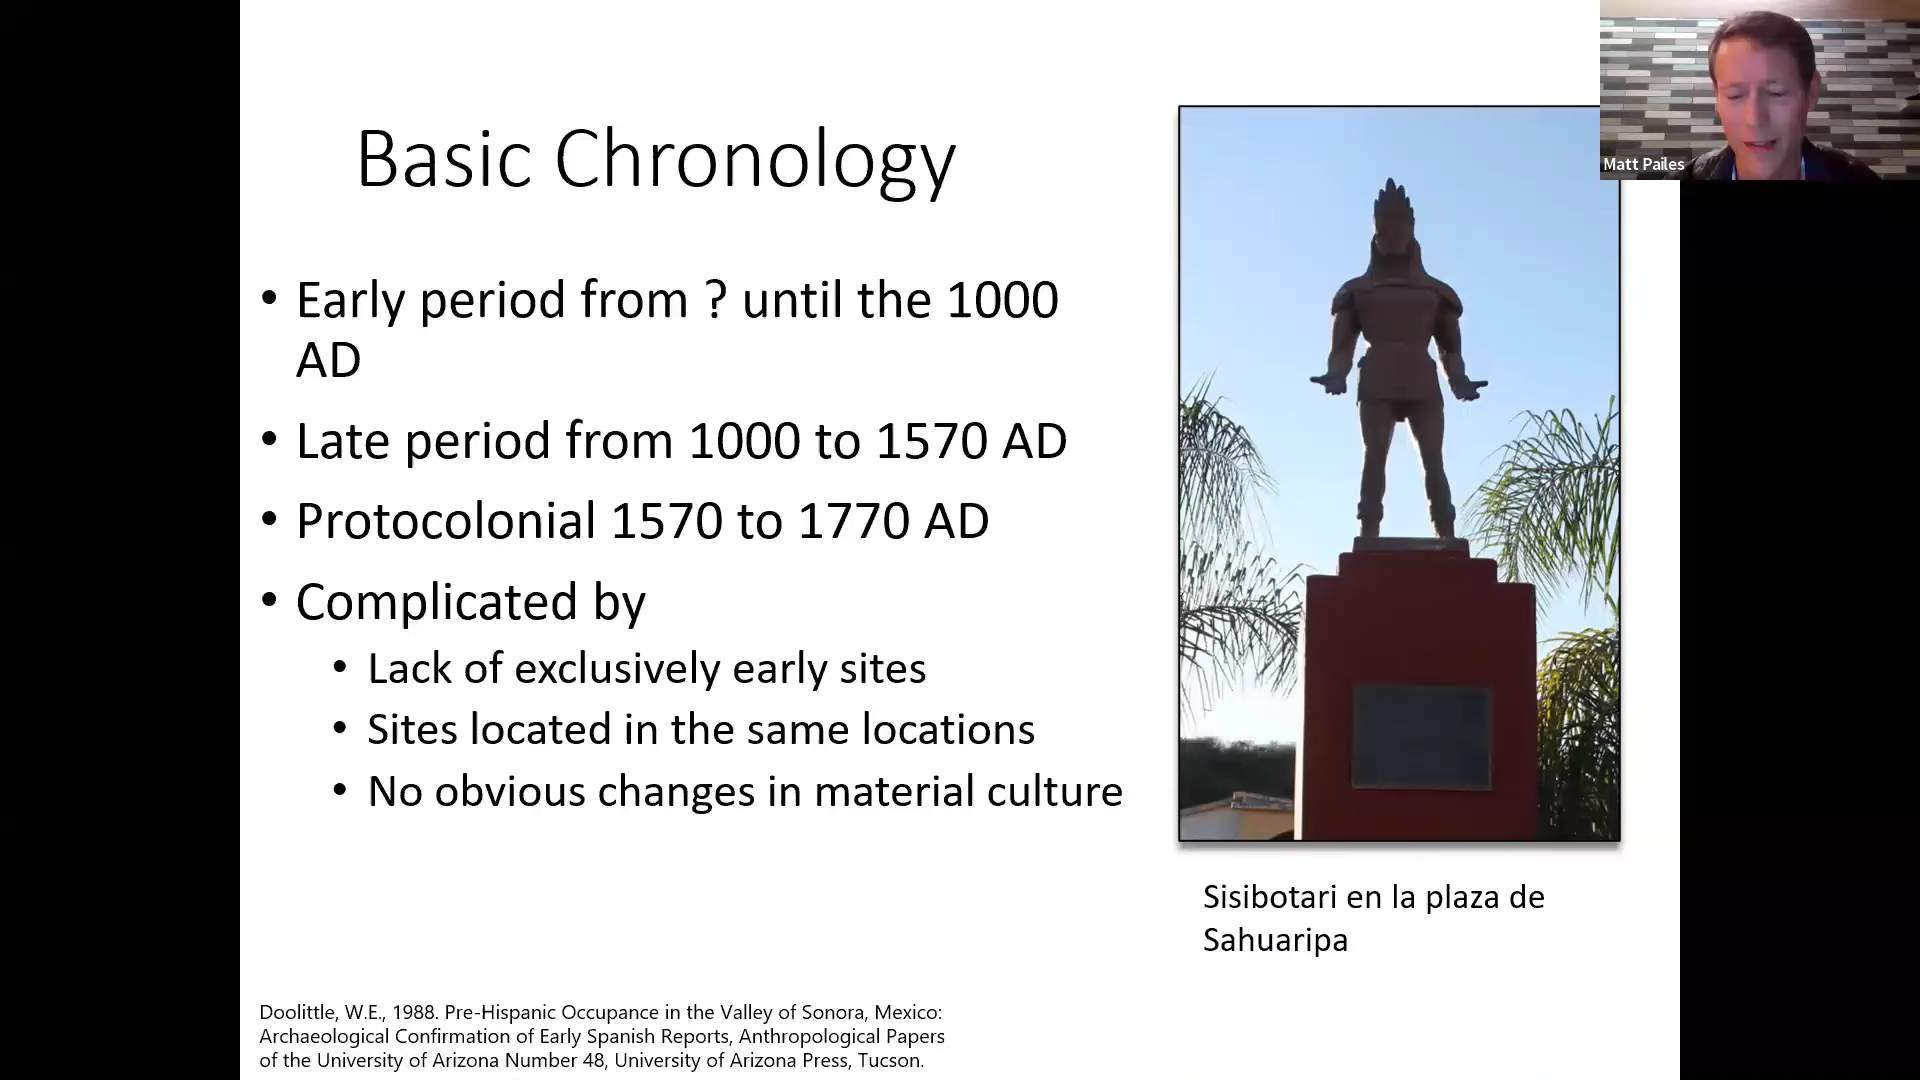 Matt Pailes
Basic Chronology
• Early period from ? until the 1000
AD
• Late period from 1000 to 1570 AD
• Protocolonial 1570 to 1770 AD
• Complicated by
• Lack of exclusively early sites
• Sites located in the same locations
• No obvious changes in material culture
Sisibotari en la plaza de
Sahuaripa
Doolittle, W.E., 1988. Pre-Hispanic Occupance in the Valley of Sonora, Mexico:
Archaeological Confirmation of Early Spanish Reports, Anthropological Papers
of the University of Arizona Number 48, University of Arizona Press, Tucson.